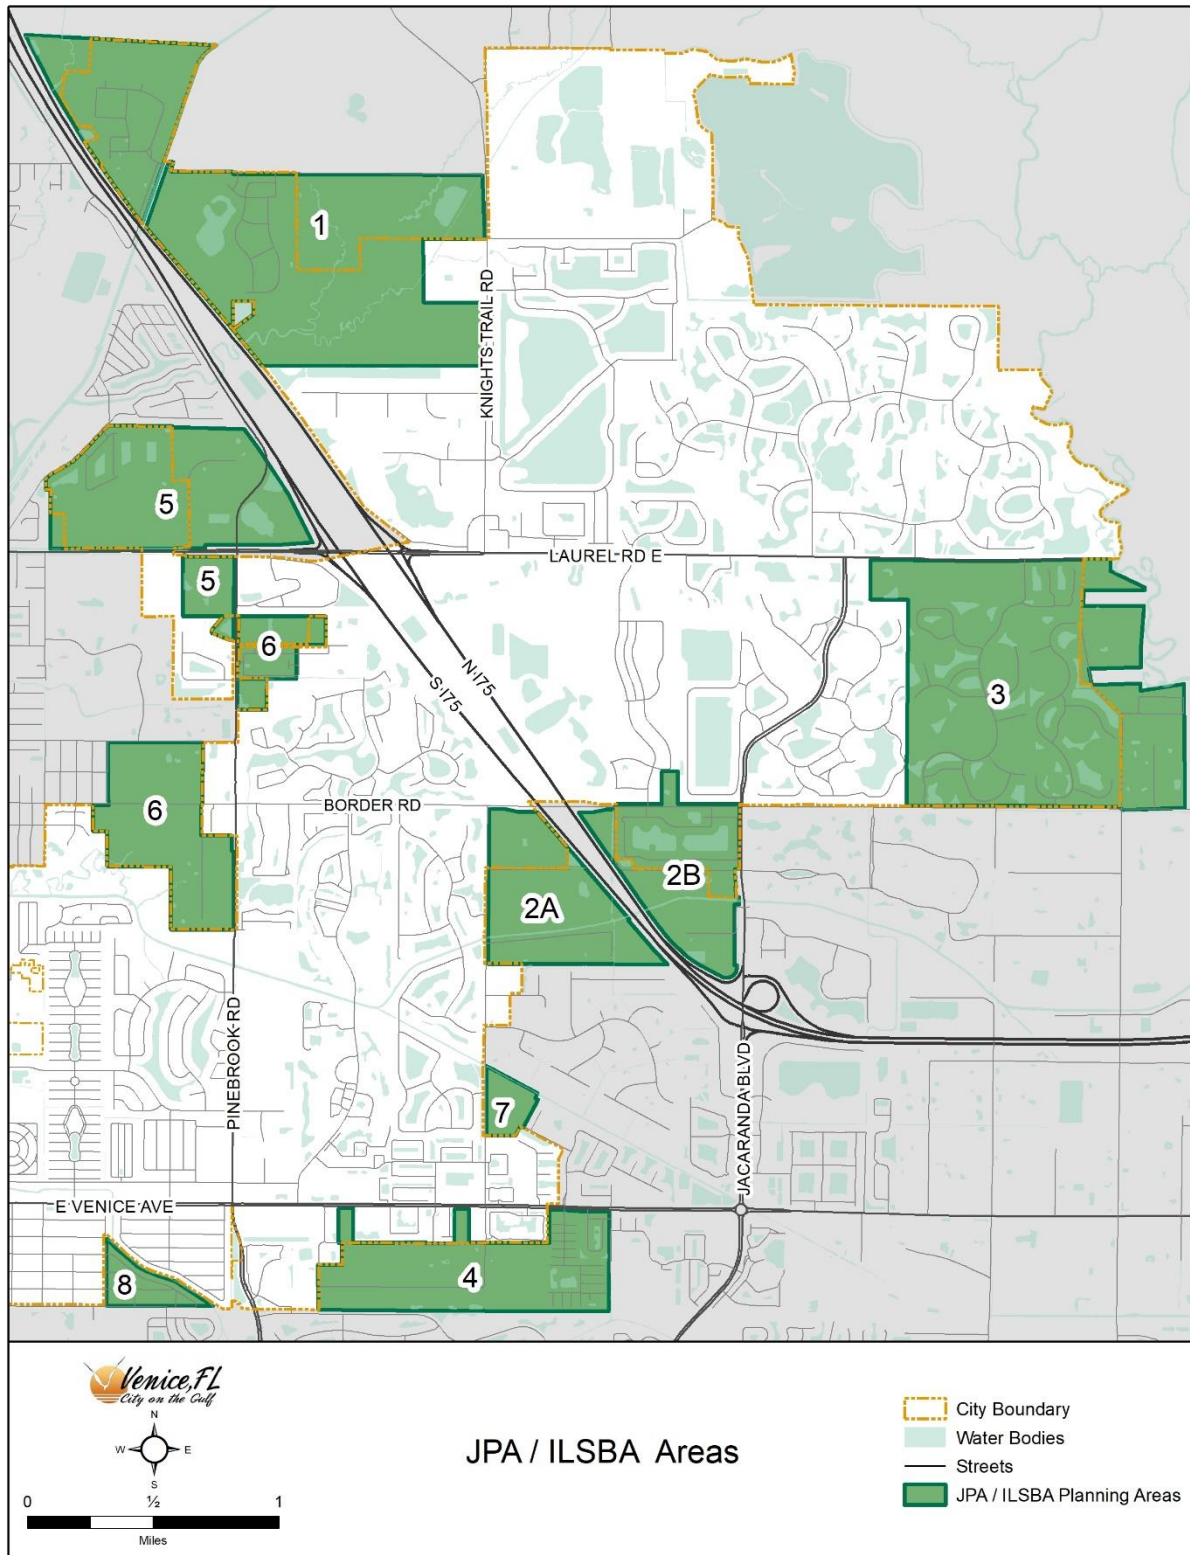 1
KNIGHTS TRAIL RD
5
LAUREL RD E
5
6
N I75
S I75
3
6
BORDER RD
2A
2B
PINEBROOK RD
7
JACARANDA BLVD
E VENICE AVE
8
4
Venice, FL
City on the Gulf
N
W E
S
0 ½ 1
Miles
JPA / ILSBA Areas
City Boundary
Water Bodies
Streets
JPA / ILSBA Planning Areas